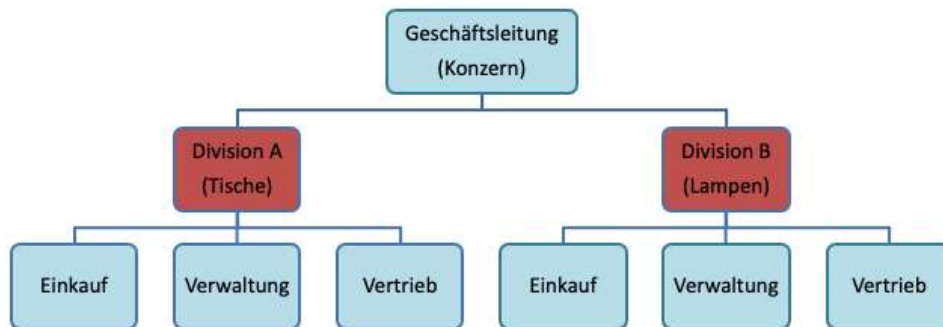 Geschäftsleitung
(Konzern)
Division A
(Tische)
Division B
(Lampen)
Einkauf
Verwaltung
Vertrieb
Einkauf
Verwaltung
Vertrieb